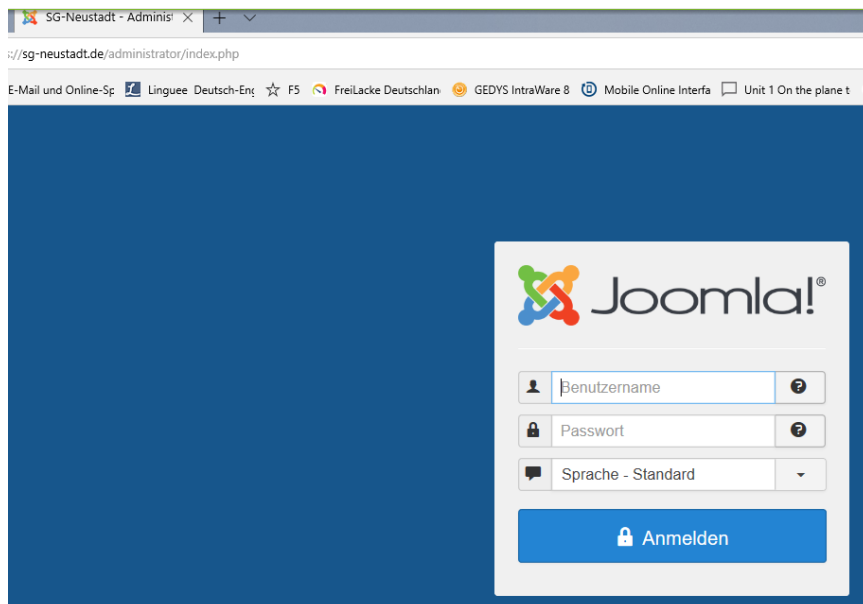 SG-Neustadt - Adminis
s://sg-neustadt.de/administrator/index.php
E-Mail und Online-Sp Linguee Deutsch-Eng F5 FreiLacke Deutschlan GEDYS IntraWare 8 Mobile Online Interfa Unit 1 On the plane t
Joomla!®
Benutzername
Passwort
Sprache - Standard
Anmelden